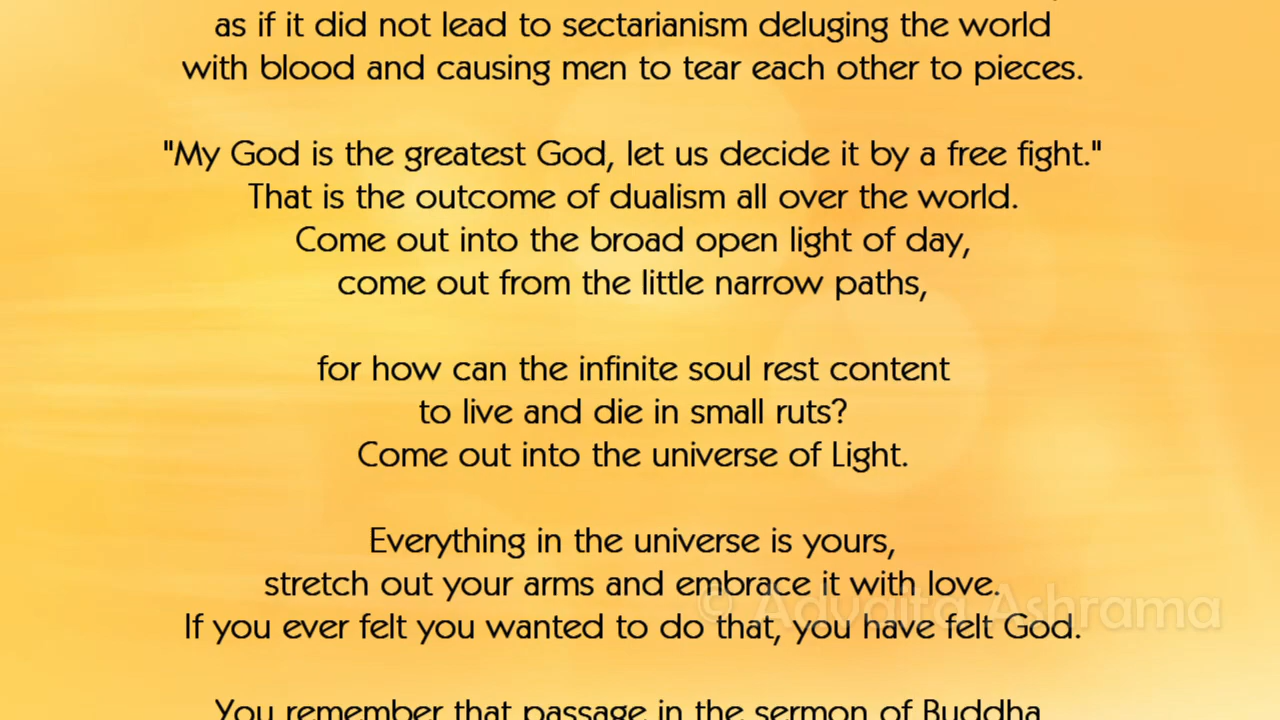 as if it did not lead to sectarianism deluging the world
with blood and causing men to tear each other to pieces.
"My God is the greatest God, let us decide it by a free fight."
That is the outcome of dualism all over the world.
Come out into the broad open light of day,
come out from the little narrow paths,
for how can the infinite soul rest content
to live and die in small ruts?
Come out into the universe of Light.
Everything in the universe is yours,
stretch out your arms and embrace it with love.
If you ever felt you wanted to do that, you have felt God.
© Advaita Ashrama
You remember that passage in the sermon of Buddha